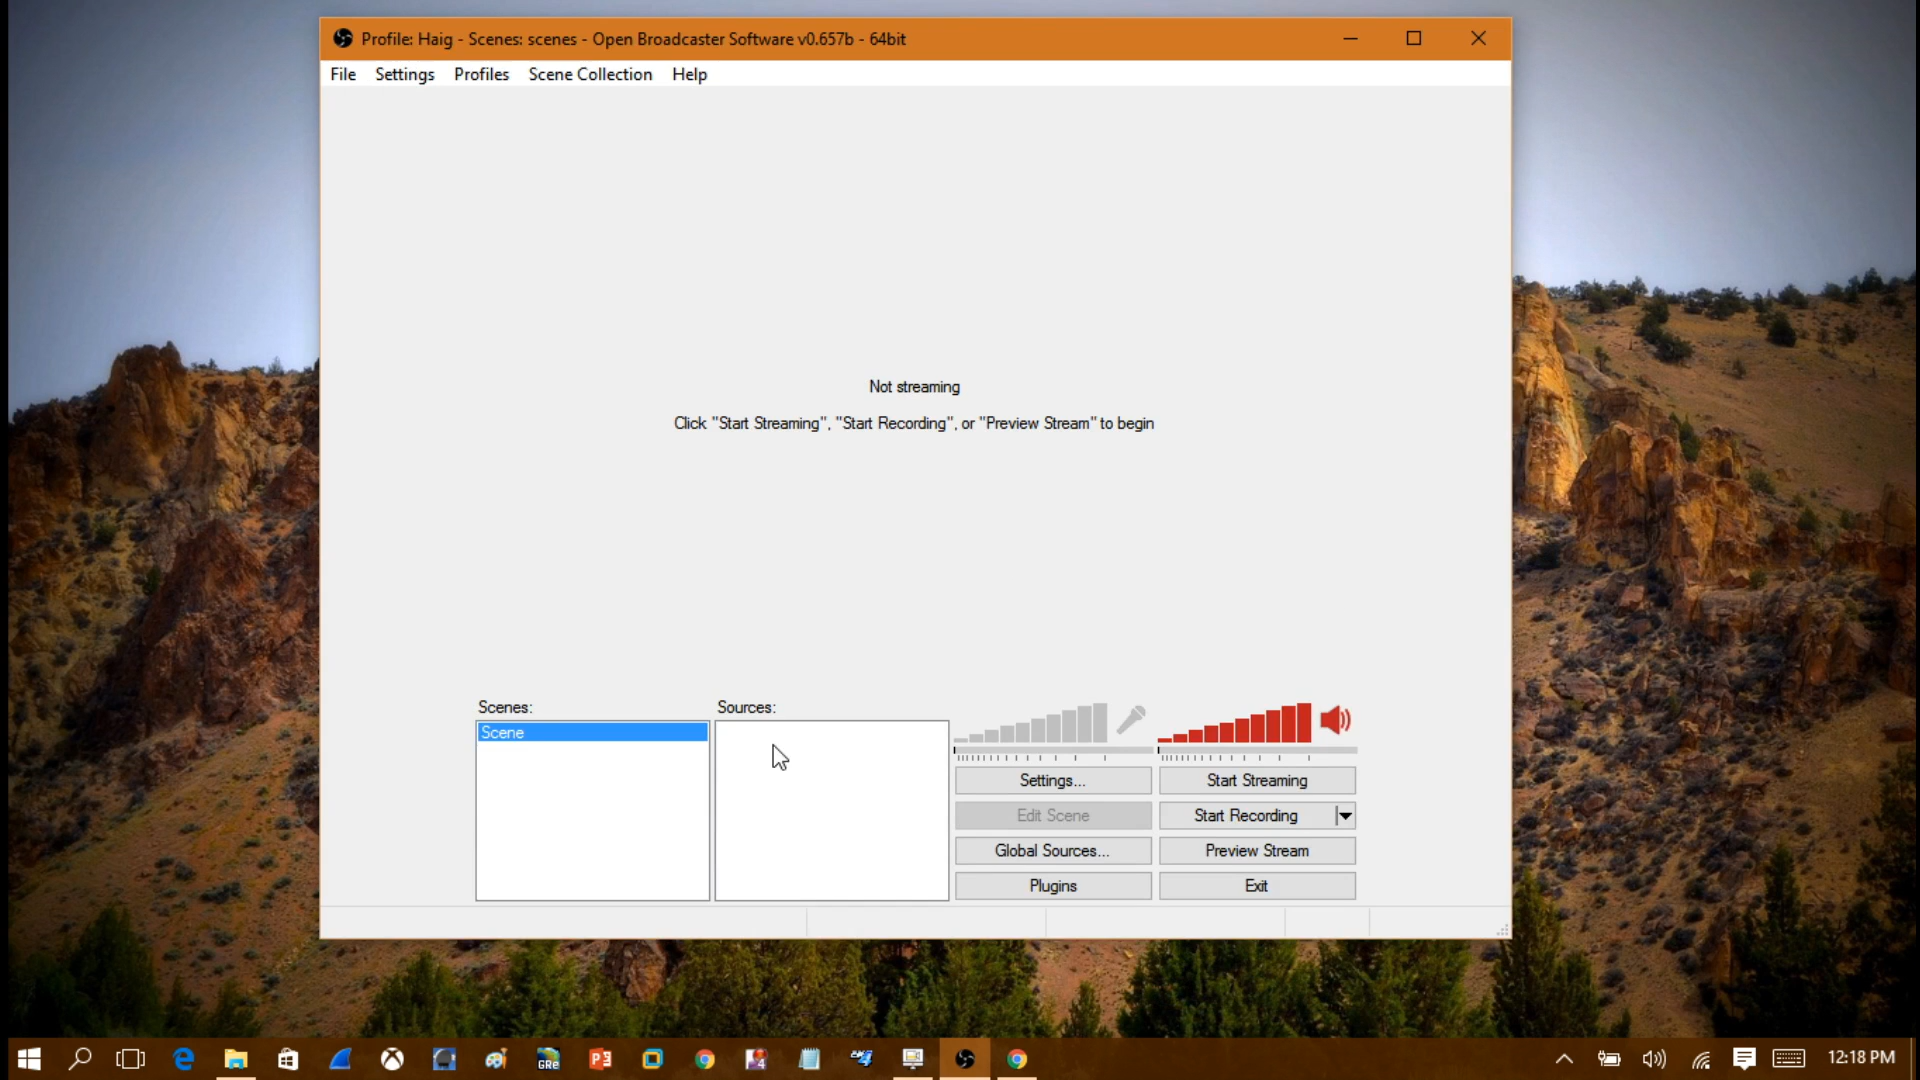 Profile: Haig - Scenes: scenes - Open Broadcaster Software v0.657b - 64bit
File Settings Profiles Scene Collection Help
Not streaming
Click "Start Streaming", "Start Recording", or "Preview Stream" to begin
Scenes: Sources:
Scene
Settings... Start Streaming
Edit Scene Start Recording
Global Sources... Preview Stream
Plugins Exit
GRe
12:18 PM